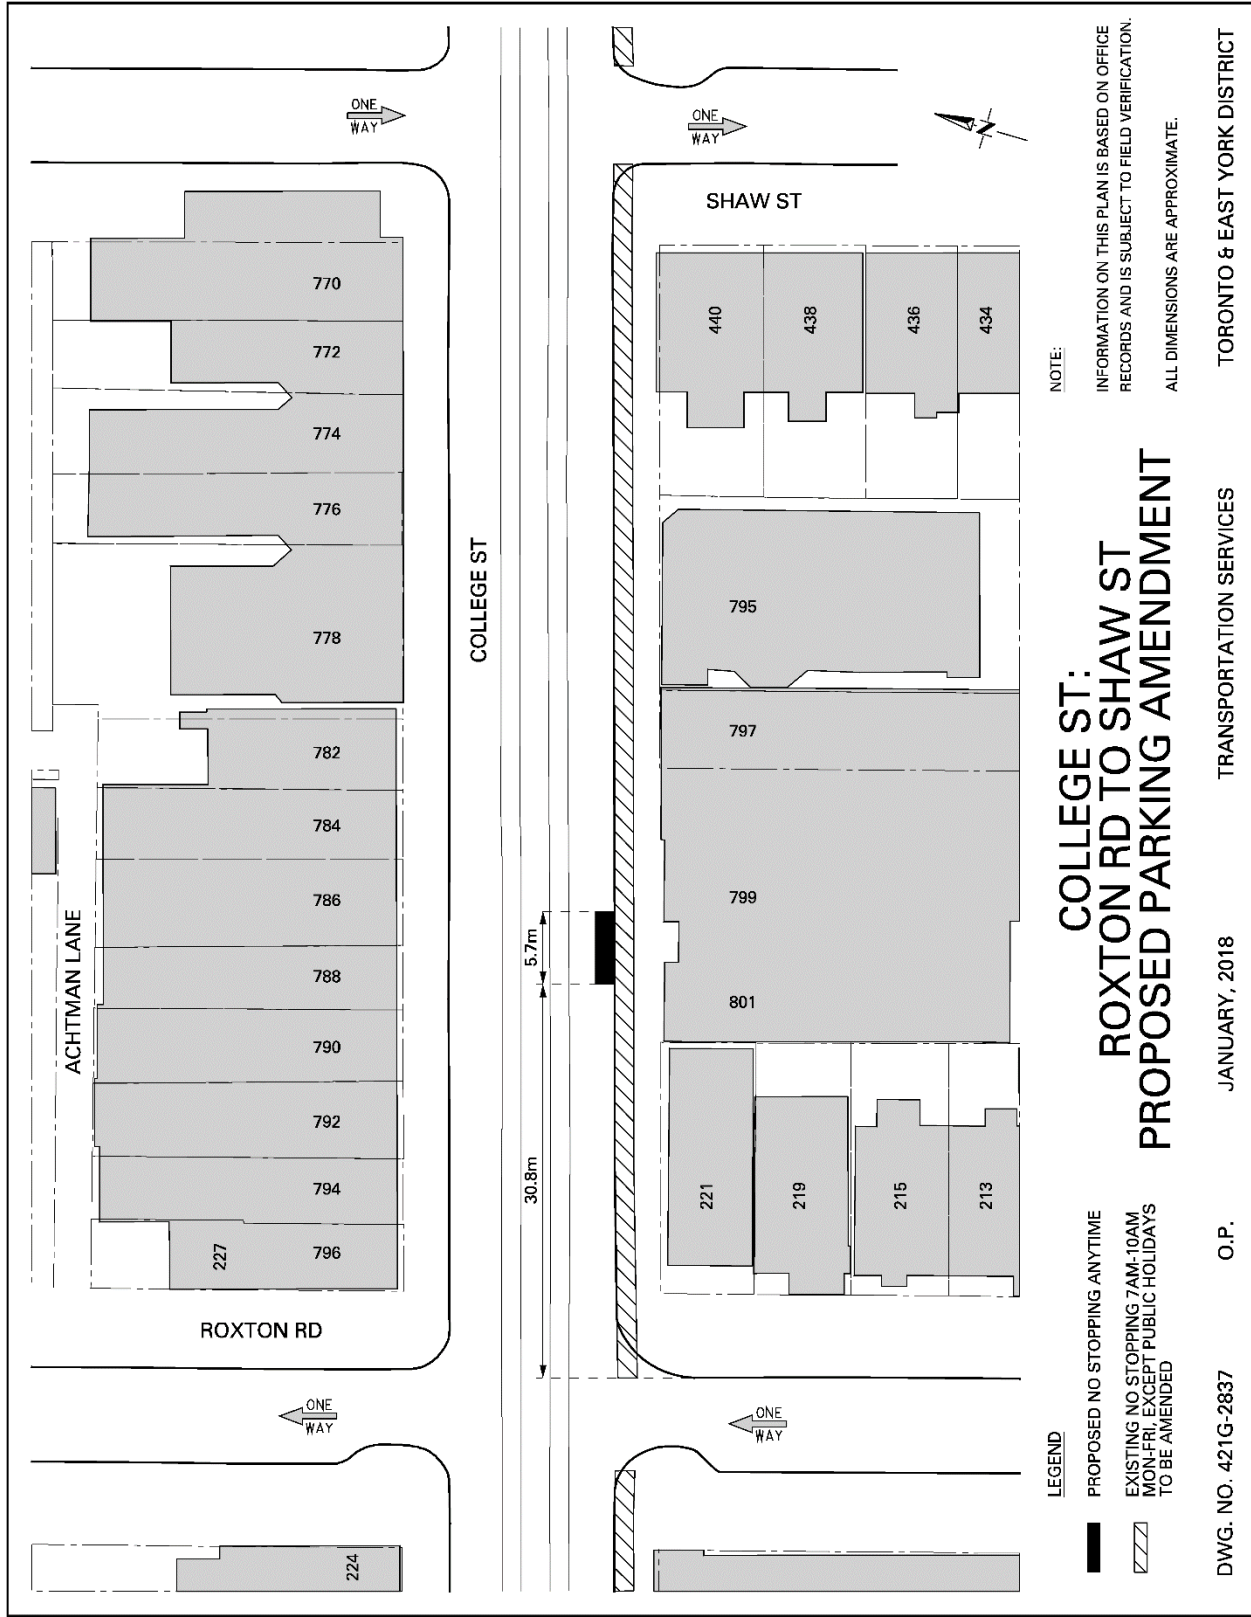 ONE
WAY
ONE
WAY
SHAW ST
770
772
774
776
778
782
784
786
788
790
792
794
796
227
224
ACHTMAN LANE
COLLEGE ST
440
438
436
434
795
797
799
801
221
219
215
213
5.7m
30.8m
ROXTON RD
ONE
WAY
ONE
WAY
NOTE:
INFORMATION ON THIS PLAN IS BASED ON OFFICE
RECORDS AND IS SUBJECT TO FIELD VERIFICATION.
ALL DIMENSIONS ARE APPROXIMATE.
N
LEGEND
PROPOSED NO STOPPING ANYTIME
EXISTING NO STOPPING 7AM-10AM
MON-FRI, EXCEPT PUBLIC HOLIDAYS
TO BE AMENDED
COLLEGE ST:
ROXTON RD TO SHAW ST
PROPOSED PARKING AMENDMENT
DWG. NO. 421G-2837
O.P.
JANUARY, 2018
TRANSPORTATION SERVICES
TORONTO & EAST YORK DISTRICT